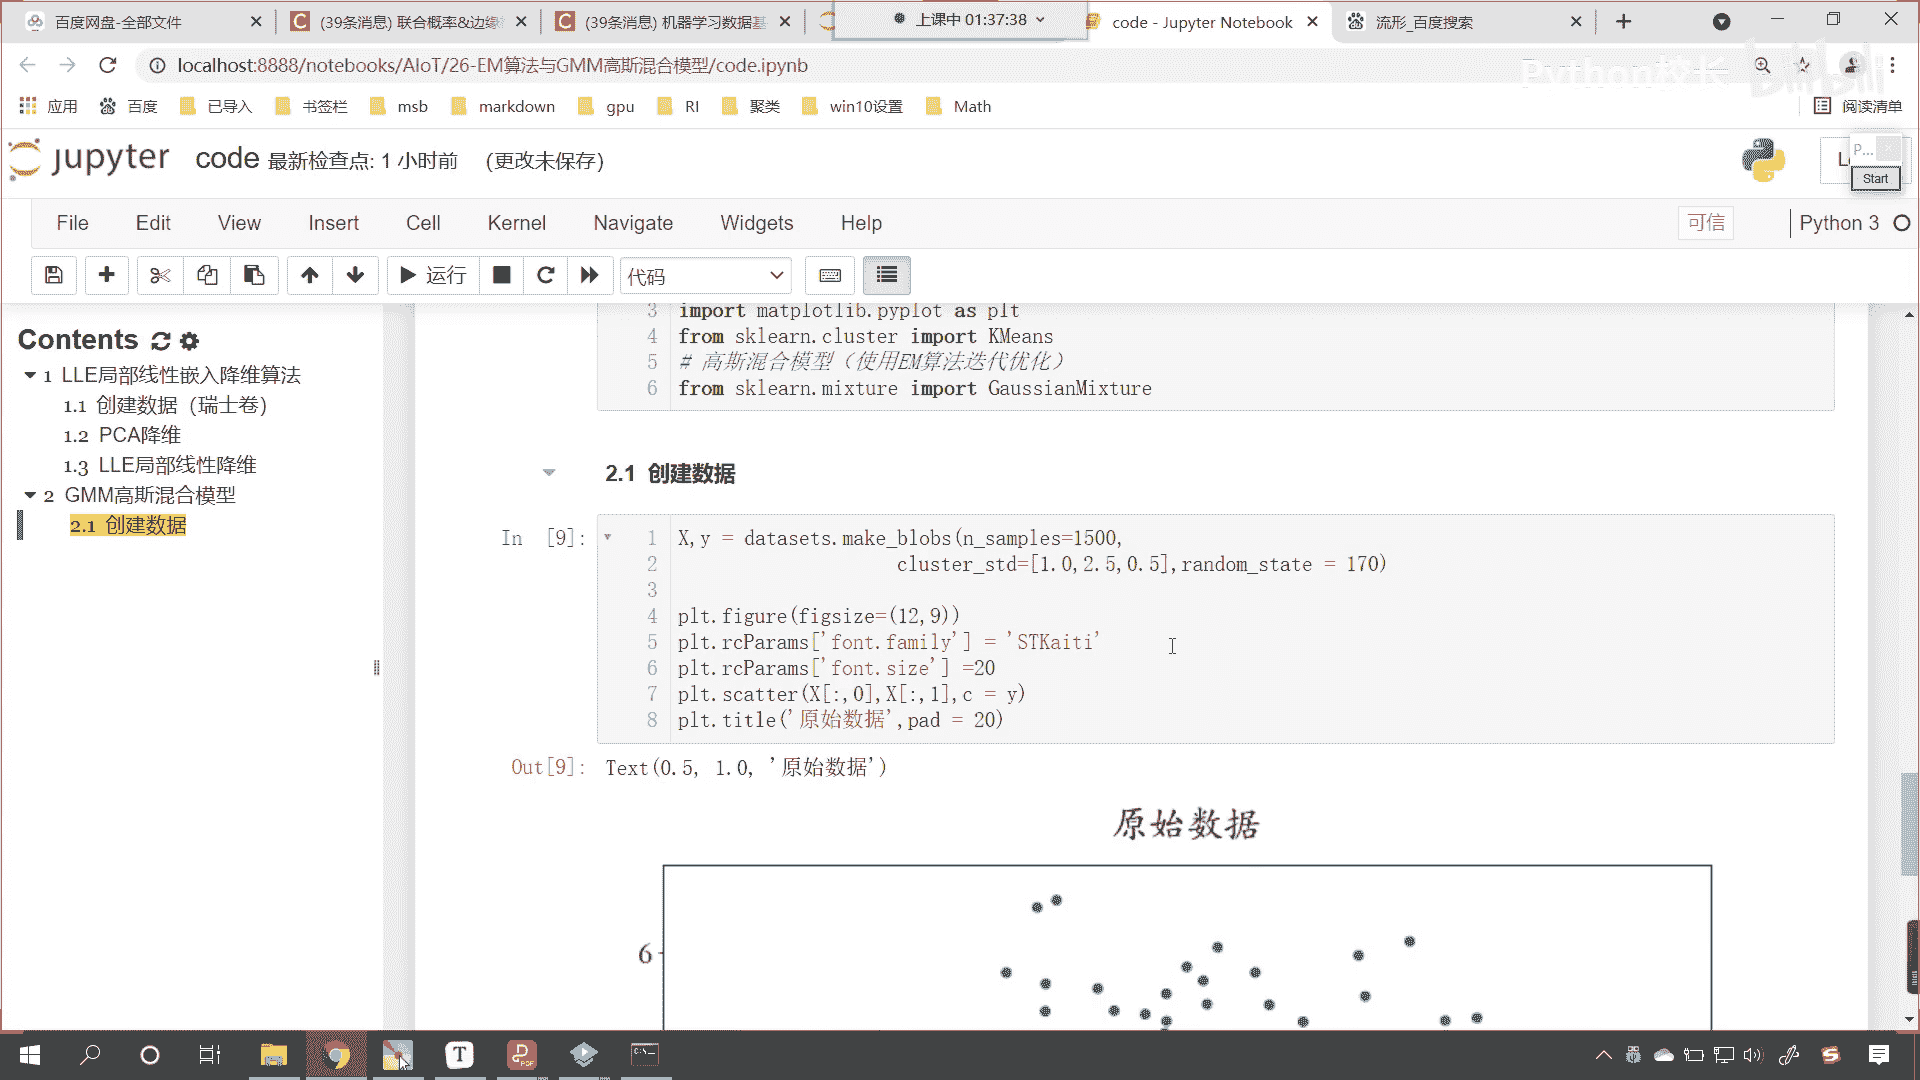 百度网盘-全部文件
(39条消息) 联合概率&边缘
(39条消息) 机器学习数据基
上课中 01:37:38
code - Jupyter Notebook
流形_百度搜索
localhost:8888/notebooks/AIoT/26-EM算法与GMM高斯混合模型/code.ipynb
Python校长
bilibili
应用
百度
已导入
书签栏
msb
markdown
gpu
RI
聚类
win10设置
Math
阅读清单
jupyter
code 最新检查点: 1 小时前 (更改未保存)
P...
Start
File Edit View Insert Cell Kernel Navigate Widgets Help
可信
Python 3
运行
代码
Contents
1 LLE局部线性嵌入降维算法
1.1 创建数据（瑞士卷）
1.2 PCA降维
1.3 LLE局部线性降维
2 GMM高斯混合模型
2.1 创建数据
3 import matplotlib.pyplot as plt
4 from sklearn.cluster import KMeans
5 # 高斯混合模型（使用EM算法迭代优化）
6 from sklearn.mixture import GaussianMixture
2.1 创建数据
In [9]:
1 X,y = datasets.make_blobs(n_samples=1500,
2 cluster_std=[1.0,2.5,0.5],random_state = 170)
3
4 plt.figure(figsize=(12,9))
5 plt.rcParams['font.family'] = 'STKaiti'
6 plt.rcParams['font.size'] =20
7 plt.scatter(X[:,0],X[:,1],c = y)
8 plt.title('原始数据',pad = 20)
Out[9]: Text(0.5, 1.0, '原始数据')
原始数据
6